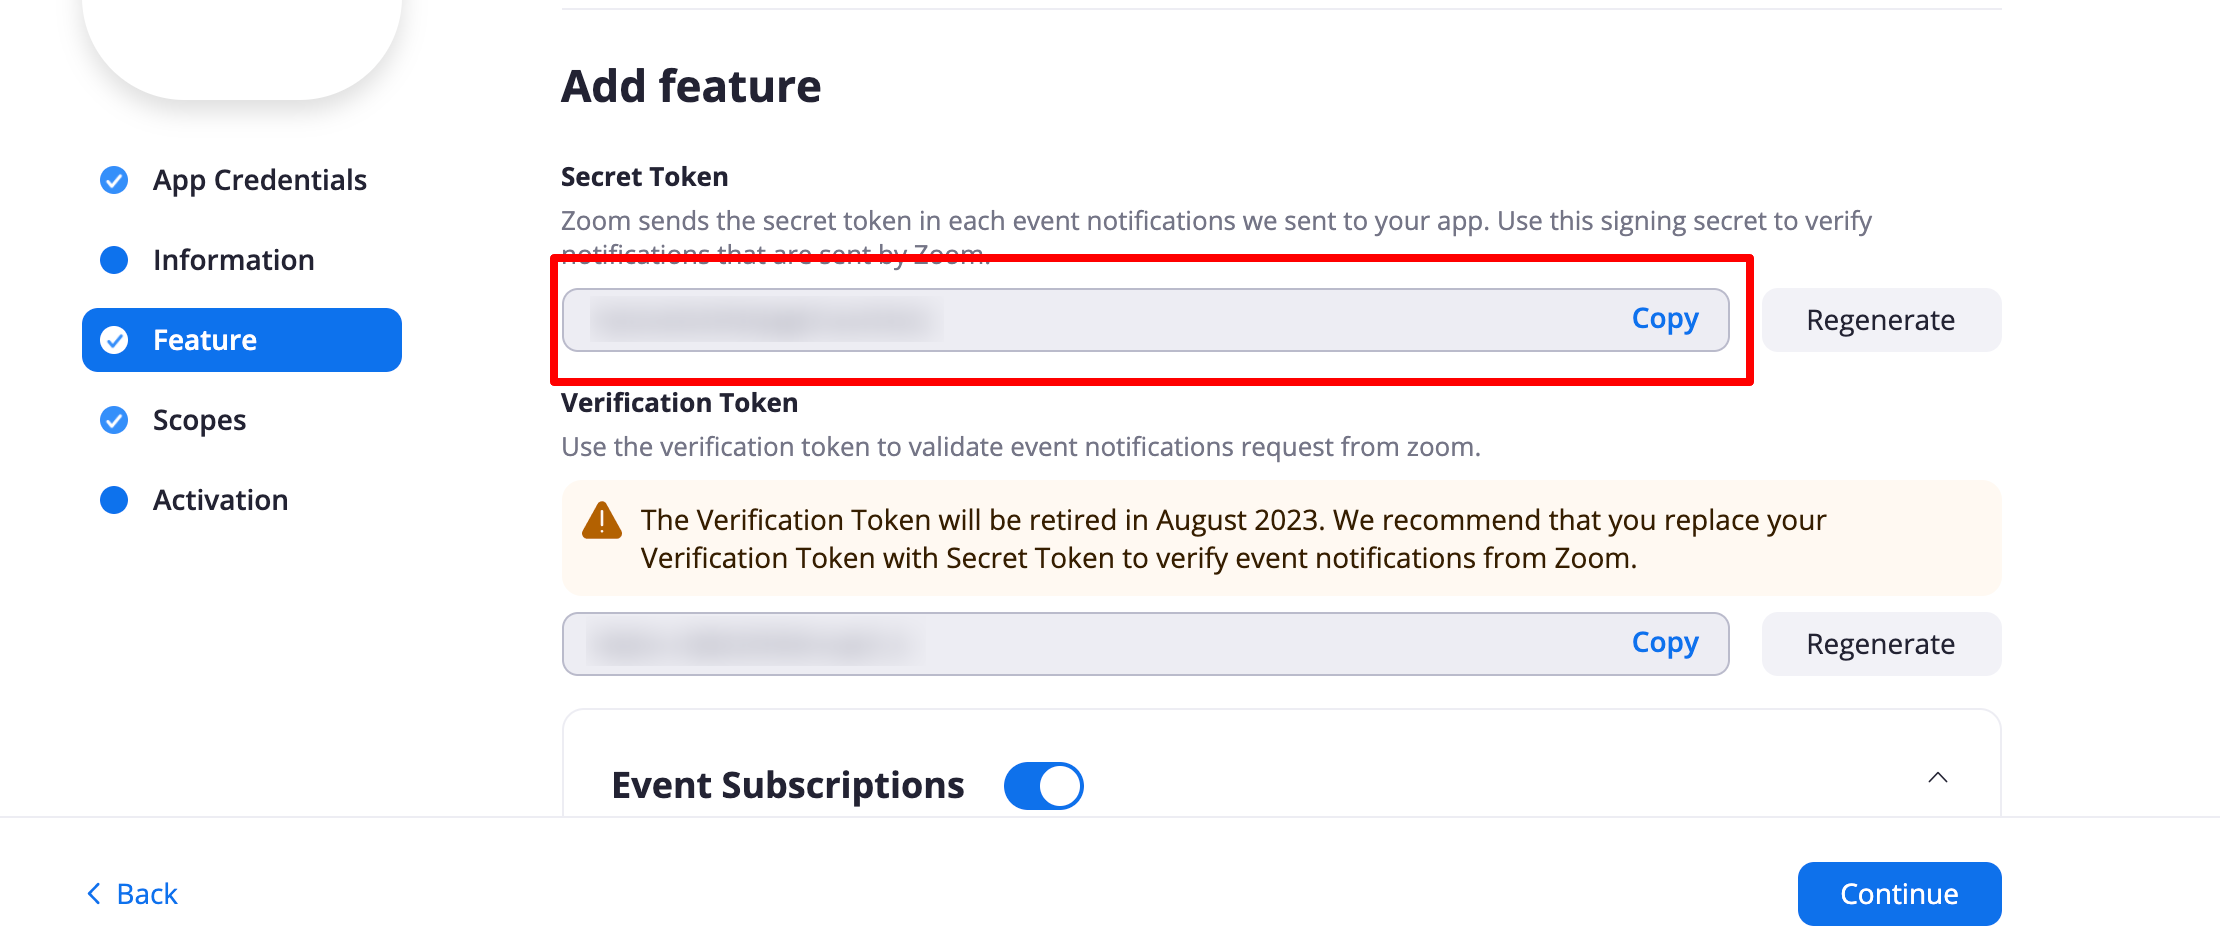 Add feature
App Credentials
Information
Feature
Scopes
Activation
Secret Token
Zoom sends the secret token in each event notifications we sent to your app. Use this signing secret to verify
notifications that are sent by Zoom.
Copy
Regenerate
Verification Token
Use the verification token to validate event notifications request from zoom.
The Verification Token will be retired in August 2023. We recommend that you replace your
Verification Token with Secret Token to verify event notifications from Zoom.
Copy
Regenerate
Event Subscriptions
Back
Continue